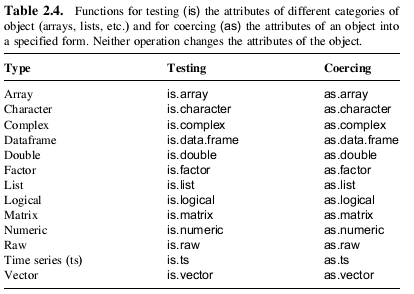 Table 2.4. Functions for testing (is) the attributes of different categories of
object (arrays, lists, etc.) and for coercing (as) the attributes of an object into
a specified form. Neither operation changes the attributes of the object.
Type Testing Coercing
Array is.array as.array
Character is.character as.character
Complex is.complex as.complex
Dataframe is.data.frame as.data.frame
Double is.double as.double
Factor is.factor as.factor
List is.list as.list
Logical is.logical as.logical
Matrix is.matrix as.matrix
Numeric is.numeric as.numeric
Raw is.raw as.raw
Time series (ts) is.ts as.ts
Vector is.vector as.vector